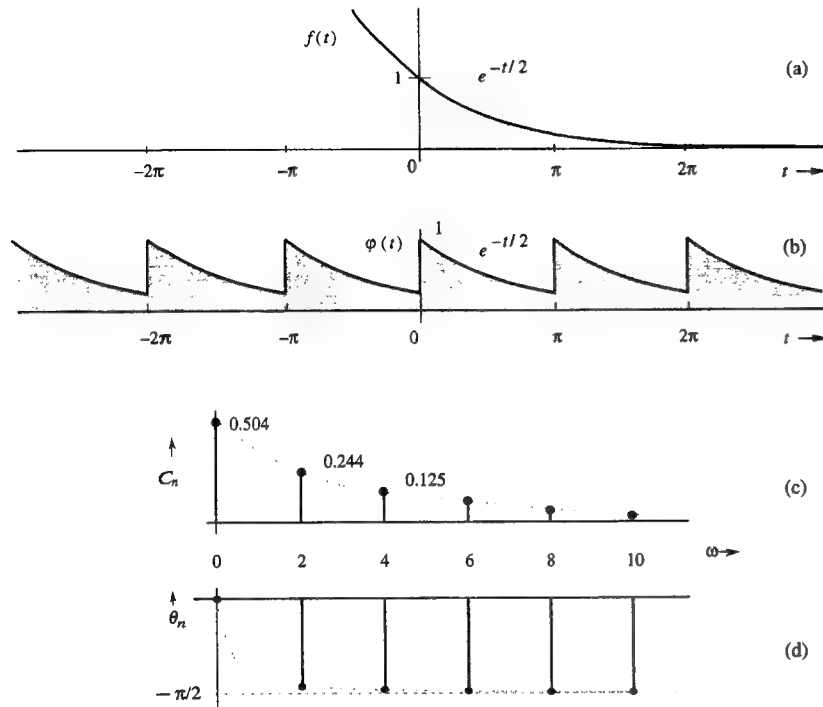 f(t)
1
e^{-t/2}
(a)
-2π -π 0 π 2π t →
φ(t) 1 e^{-t/2} (b)
-2π -π 0 π 2π t →
0.504
↑
C_n
0.244
0.125
(c)
0 2 4 6 8 10 ω→
↑
θ_n
(d)
-π/2